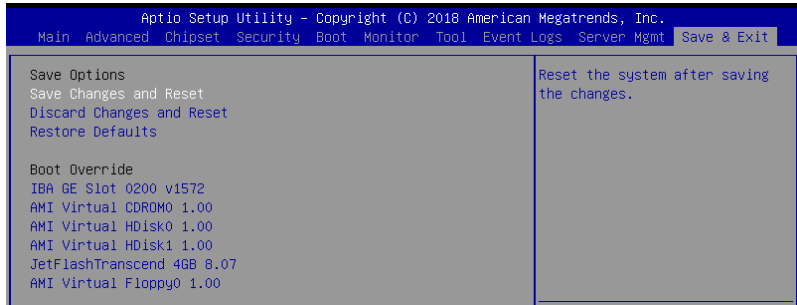 Aptio Setup Utility – Copyright (C) 2018 American Megatrends, Inc.
Main Advanced Chipset Security Boot Monitor Tool Event Logs Server Mgmt Save & Exit
Save Options
Save Changes and Reset
Discard Changes and Reset
Restore Defaults
Boot Override
IBA GE Slot 0200 v1572
AMI Virtual CDROM0 1.00
AMI Virtual HDisk0 1.00
AMI Virtual HDisk1 1.00
JetFlashTranscend 4GB 8.07
AMI Virtual Floppy0 1.00
Reset the system after saving
the changes.